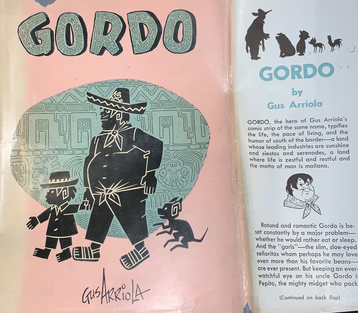 GORDO
GUS ARRIOLA
GORDO
by
Gus Arriola
GORDO, the hero of Gus Arriola's
comic strip of the same name, typifies
the life, the pace of living, and the
humor of south of the border—a land
whose leading industries are sunshine
and siestas and serenades, a land
where life is zestful and restful and
the motto of man is mañana.
Rotund and romantic Gordo is be-
set constantly by a major problem—
whether he would rather eat or sleep.
And the "gorls"—the slim, sloe-eyed
señoritas whom perhaps he may love
even more than his favorite beans—
are ever present. But keeping an ever
watchful eye on his uncle Gordo is
Pepito, the mighty midget who pack
(Continued on back flap)